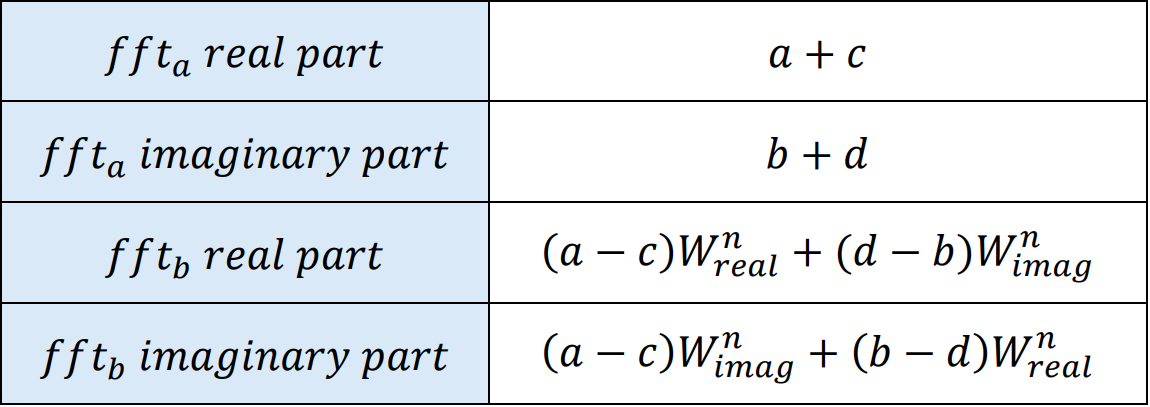 fft_a real part a + c
fft_a imaginary part b + d
fft_b real part (a − c)W^n_real + (d − b)W^n_imag
fft_b imaginary part (a − c)W^n_imag + (b − d)W^n_real